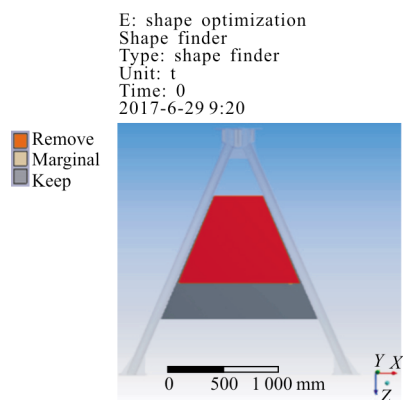 E: shape optimization
Shape finder
Type: shape finder
Unit: t
Time: 0
2017-6-29 9:20
Remove
Marginal
Keep
0 500 1 000 mm
Y X
Z